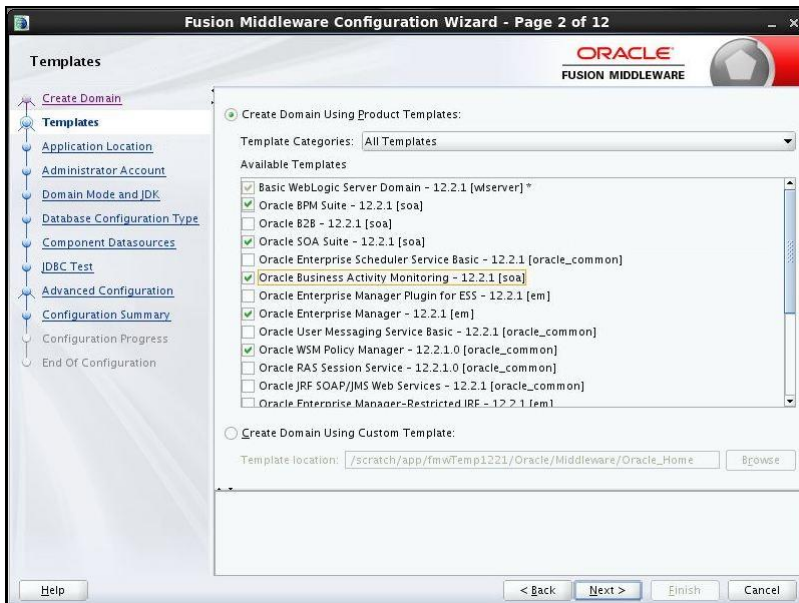 Fusion Middleware Configuration Wizard - Page 2 of 12
Templates
ORACLE
FUSION MIDDLEWARE
Create Domain
Templates
Application Location
Administrator Account
Domain Mode and JDK
Database Configuration Type
Component Datasources
JDBC Test
Advanced Configuration
Configuration Summary
Configuration Progress
End Of Configuration
Create Domain Using Product Templates:
Template Categories: All Templates
Available Templates
Basic WebLogic Server Domain - 12.2.1 [wlserver] *
Oracle BPM Suite - 12.2.1 [soa]
Oracle B2B - 12.2.1 [soa]
Oracle SOA Suite - 12.2.1 [soa]
Oracle Enterprise Scheduler Service Basic - 12.2.1 [oracle_common]
Oracle Business Activity Monitoring - 12.2.1 [soa]
Oracle Enterprise Manager Plugin for ESS - 12.2.1 [em]
Oracle Enterprise Manager - 12.2.1 [em]
Oracle User Messaging Service Basic - 12.2.1 [oracle_common]
Oracle WSM Policy Manager - 12.2.1.0 [oracle_common]
Oracle RAS Session Service - 12.2.1 [oracle_common]
Oracle JRF SOAP/JMS Web Services - 12.2.1 [oracle_common]
Oracle Enterprise Manager-Restricted JRF - 12.2.1 [em]
Create Domain Using Custom Template:
Template location: /scratch/app/fmwTemp1221/Oracle/Middleware/Oracle_Home Browse
Help < Back Next > Finish Cancel